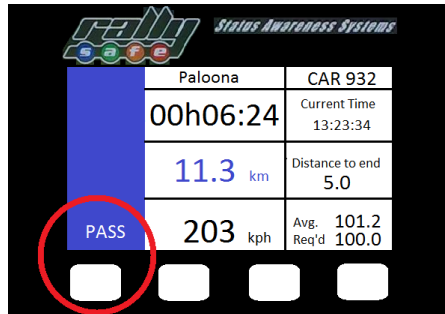 rally
safe
Status Awareness Systems
Paloona
CAR 932
00h06:24
Current Time
13:23:34
11.3 km
Distance to end
5.0
PASS
203 kph
Avg. 101.2
Req'd 100.0